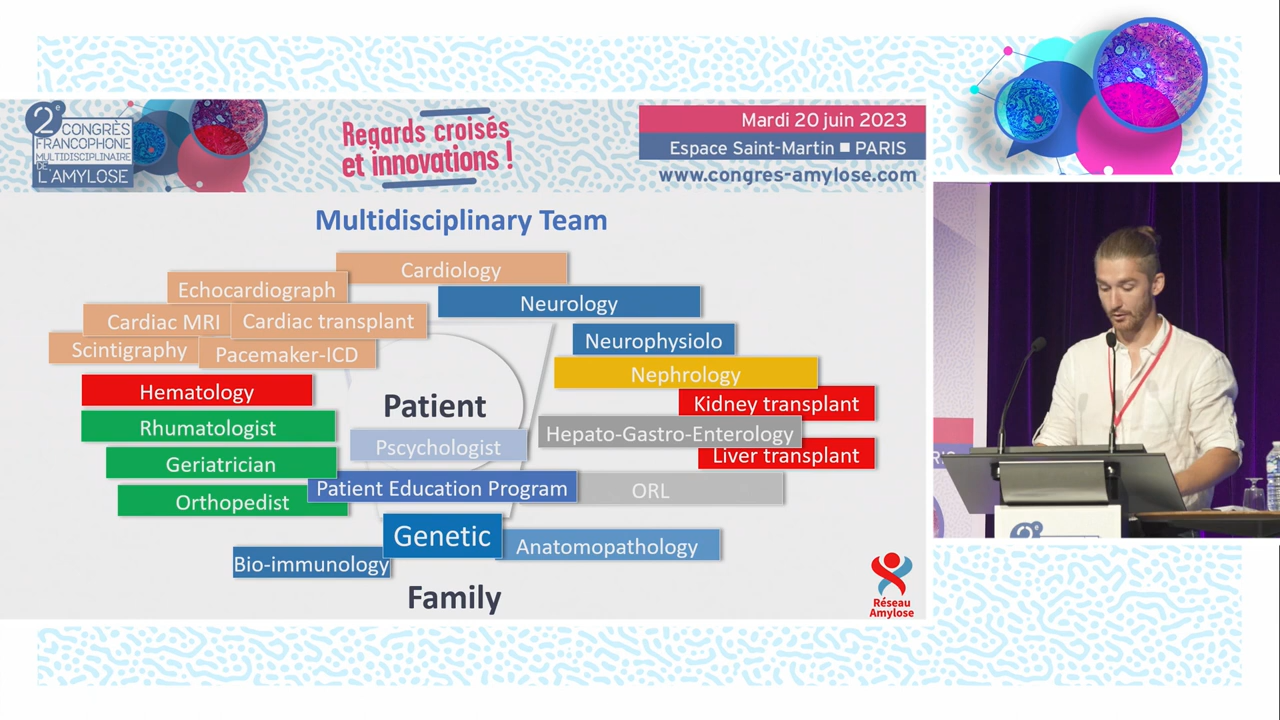 2e CONGRÈS
FRANCOPHONE
MULTIDISCIPLINAIRE
DE
L'AMYLOSE
Regards croisés
et innovations !
Mardi 20 juin 2023
Espace Saint-Martin ■ PARIS
www.congres-amylose.com
Multidisciplinary Team
Cardiology
Echocardiograph
Neurology
Cardiac MRI
Cardiac transplant
Scintigraphy
Pacemaker-ICD
Neurophysiolo
Nephrology
Hematology
Kidney transplant
Patient
Rhumatologist
Hepato-Gastro-Enterology
Pscychologist
Liver transplant
Geriatrician
Patient Education Program
ORL
Orthopedist
Genetic
Anatomopathology
Bio-immunology
Family
Réseau
Amylose
2e